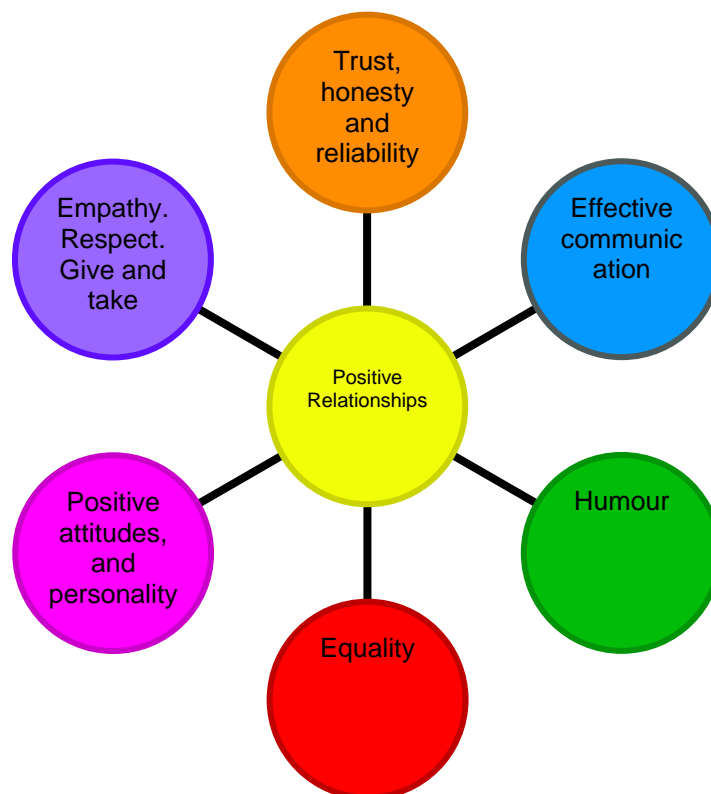 Trust,
honesty
and
reliability
Effective
communic
ation
Humour
Equality
Positive
attitudes,
and
personality
Empathy.
Respect.
Give and
take
Positive
Relationships